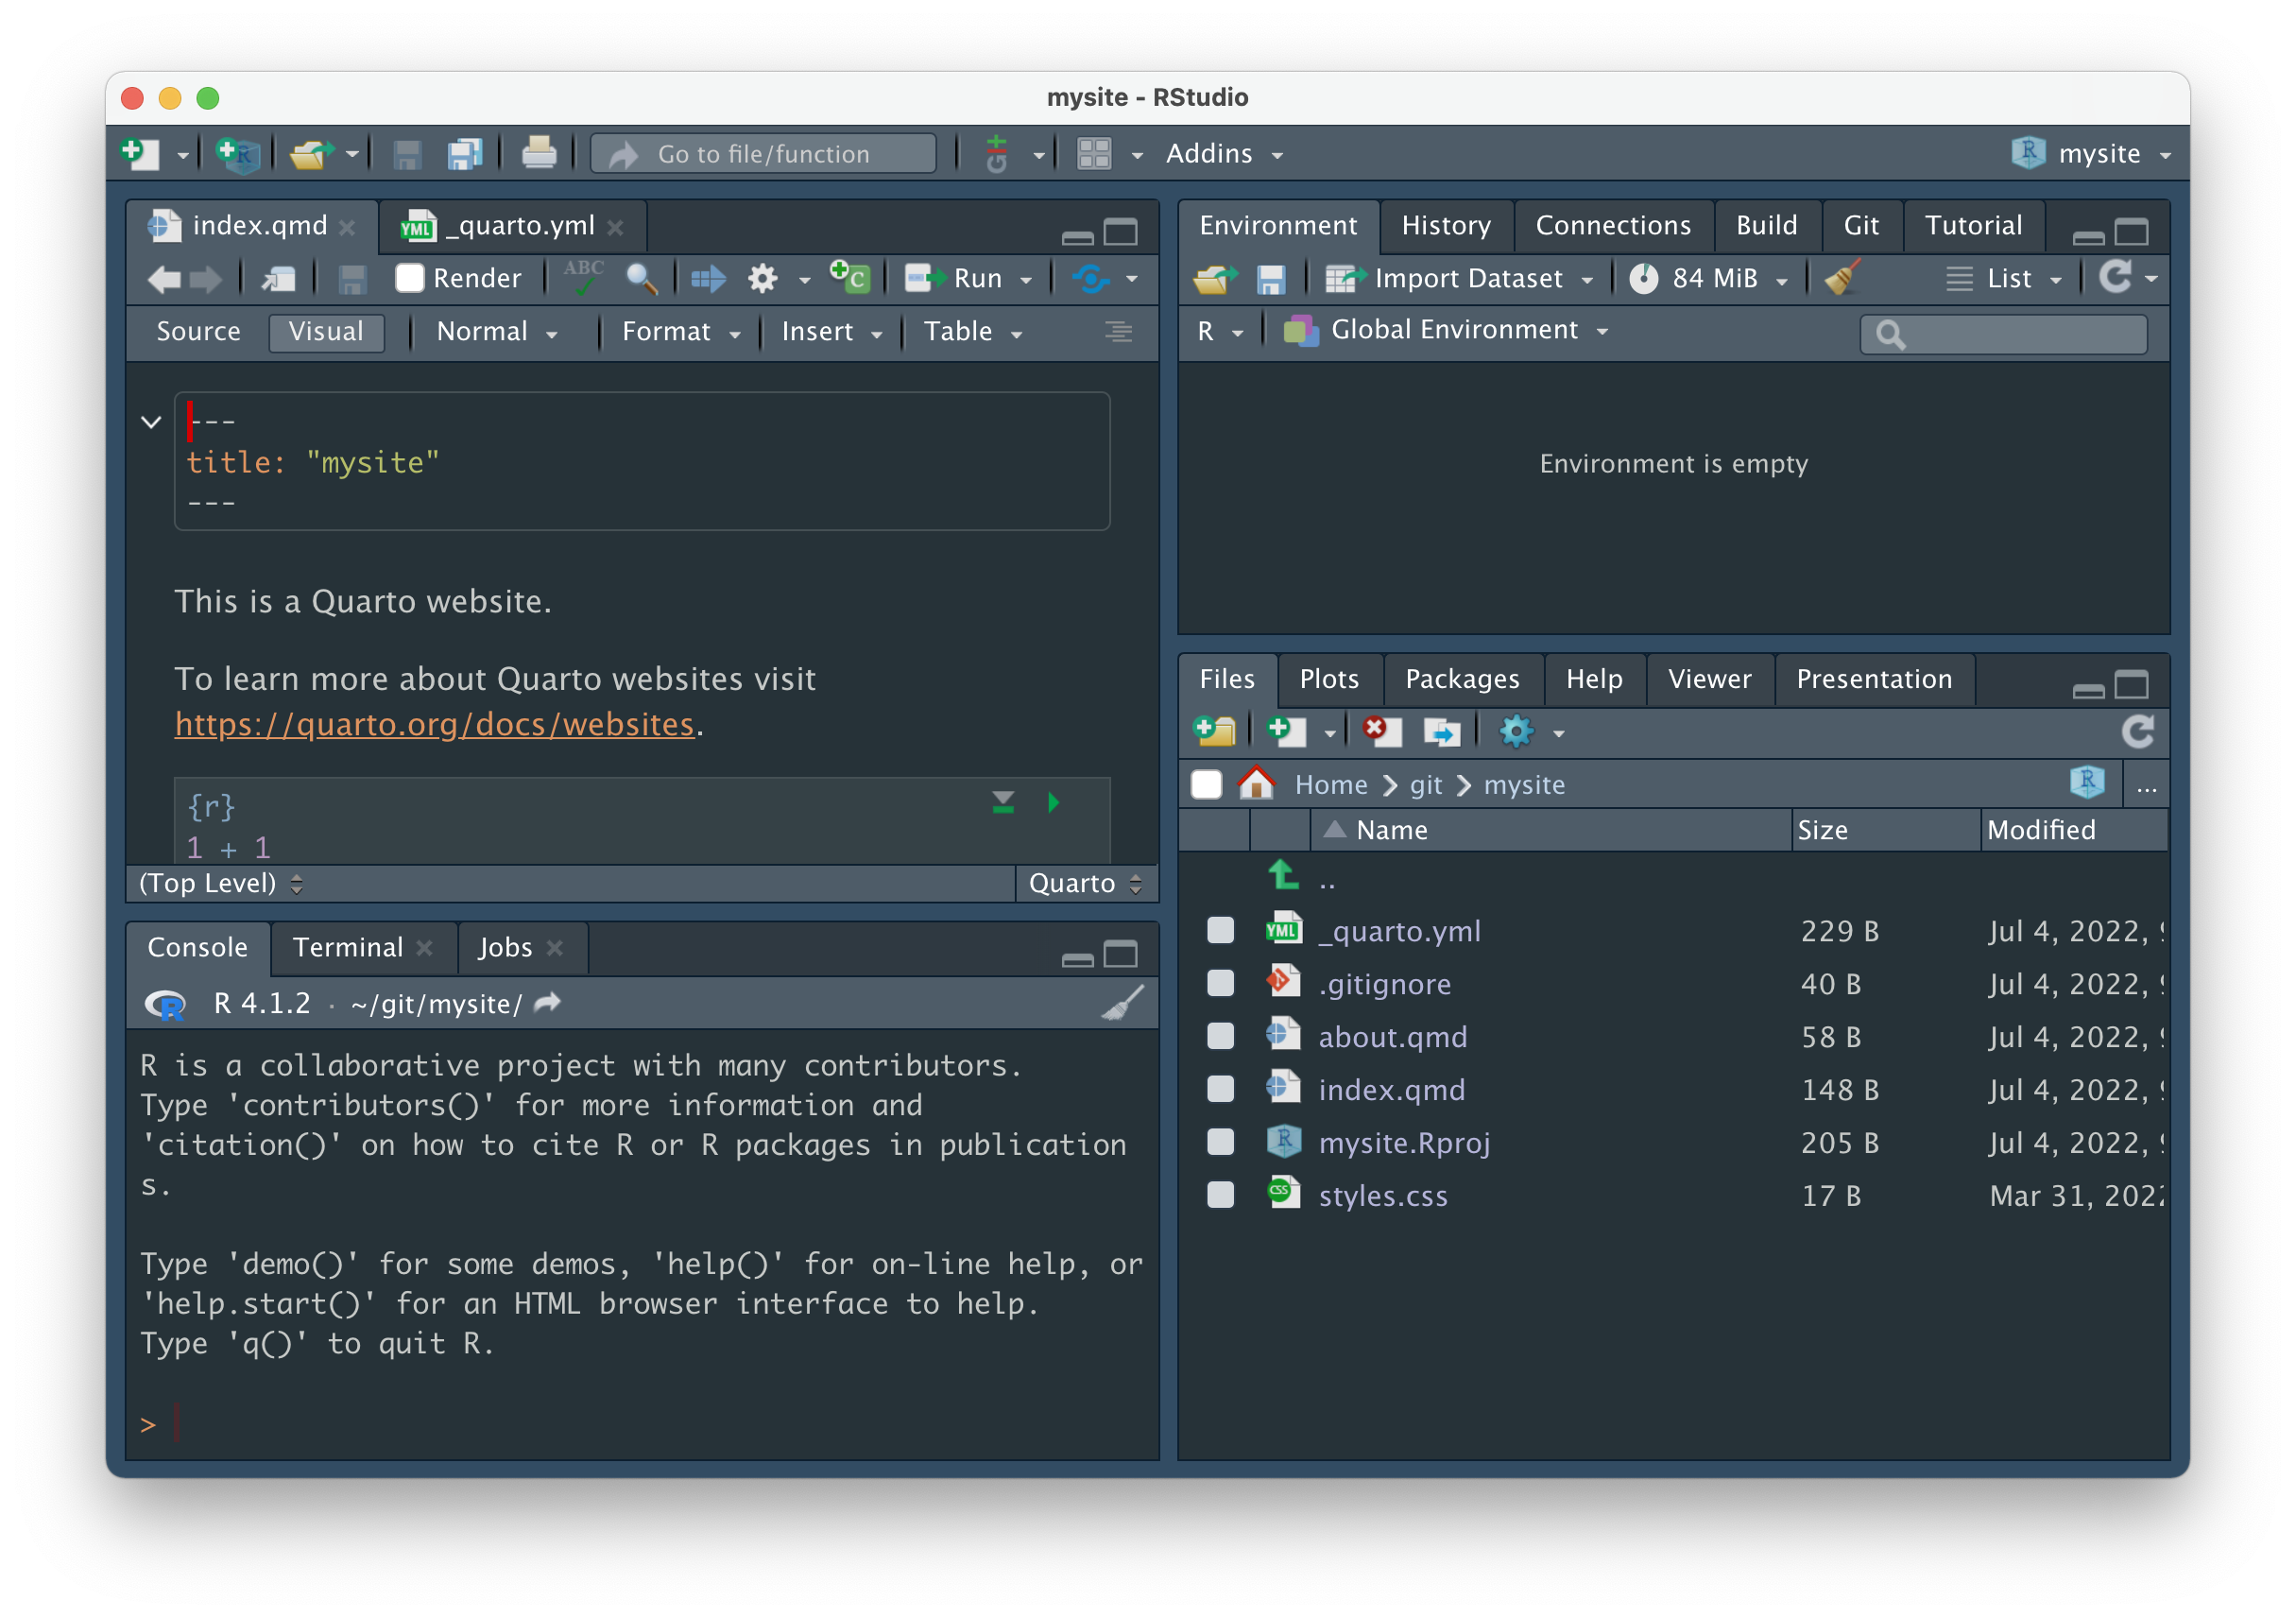 mysite - RStudio
Go to file/function
Addins
mysite
index.qmd
_quarto.yml
Render
ABC
Run
Source
Visual
Normal
Format
Insert
Table
---
title: "mysite"
---
This is a Quarto website.
To learn more about Quarto websites visit
https://quarto.org/docs/websites.
{r}
1 + 1
(Top Level)
Quarto
Console
Terminal
Jobs
R 4.1.2 · ~/git/mysite/
R is a collaborative project with many contributors.
Type 'contributors()' for more information and
'citation()' on how to cite R or R packages in publication
s.
Type 'demo()' for some demos, 'help()' for on-line help, or
'help.start()' for an HTML browser interface to help.
Type 'q()' to quit R.
>
Environment
History
Connections
Build
Git
Tutorial
Import Dataset
84 MiB
List
R
Global Environment
Environment is empty
Files
Plots
Packages
Help
Viewer
Presentation
Home
git
mysite
...
Name
Size
Modified
..
_quarto.yml 229 B Jul 4, 2022,
.gitignore 40 B Jul 4, 2022,
about.qmd 58 B Jul 4, 2022,
index.qmd 148 B Jul 4, 2022,
mysite.Rproj 205 B Jul 4, 2022,
styles.css 17 B Mar 31,